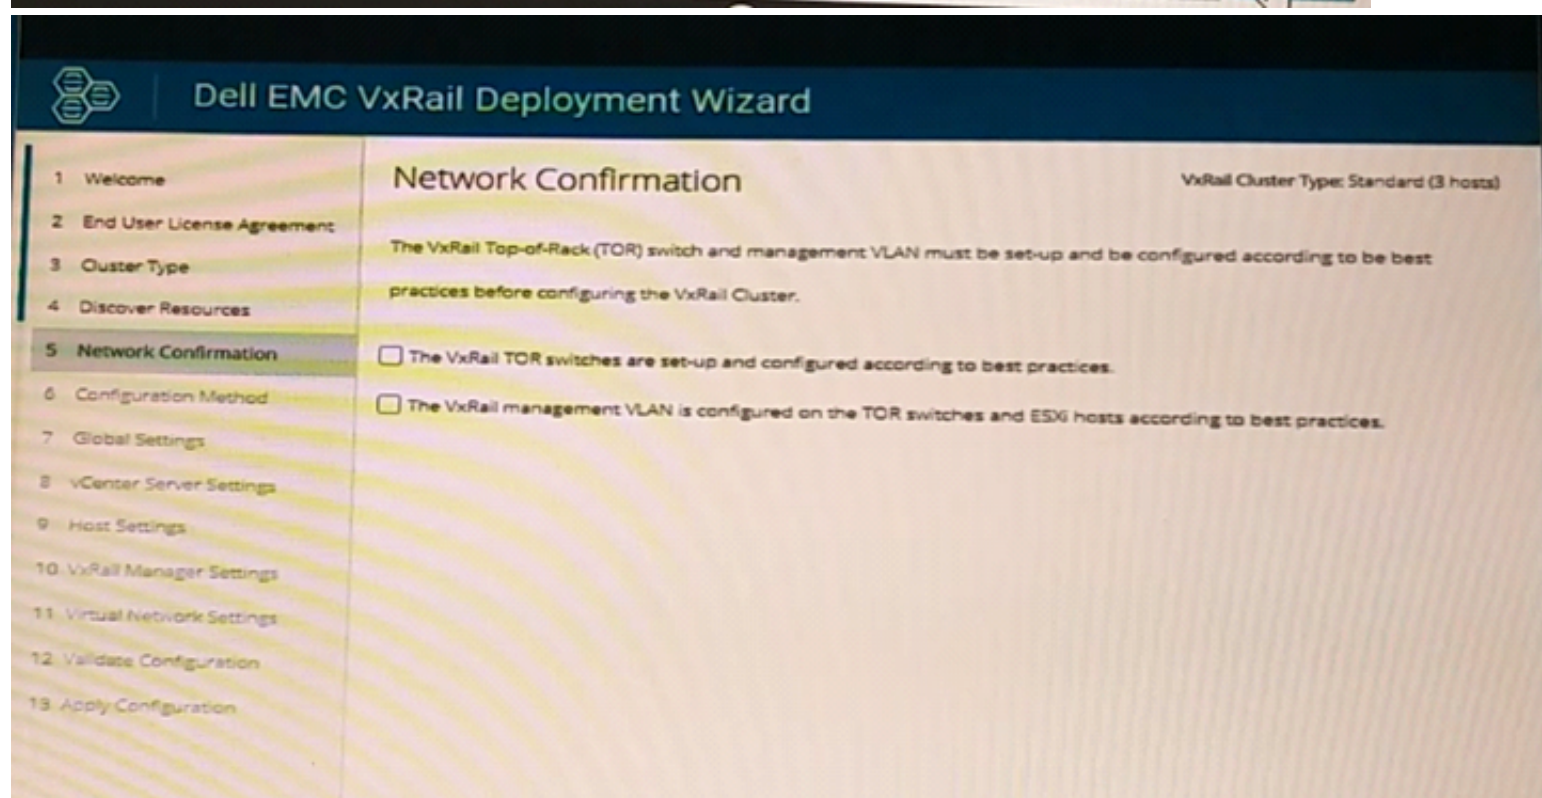 Dell EMC VxRail Deployment Wizard
1 Welcome
2 End User License Agreement
3 Cluster Type
4 Discover Resources
5 Network Confirmation
6 Configuration Method
7 Global Settings
8 vCenter Server Settings
9 Host Settings
10 VxRail Manager Settings
11 Virtual Network Settings
12 Validate Configuration
13 Apply Configuration
Network Confirmation
VxRail Cluster Type: Standard (3 hosts)
The VxRail Top-of-Rack (TOR) switch and management VLAN must be set-up and be configured according to be best
practices before configuring the VxRail Cluster.
The VxRail TOR switches are set-up and configured according to best practices.
The VxRail management VLAN is configured on the TOR switches and ESXi hosts according to best practices.